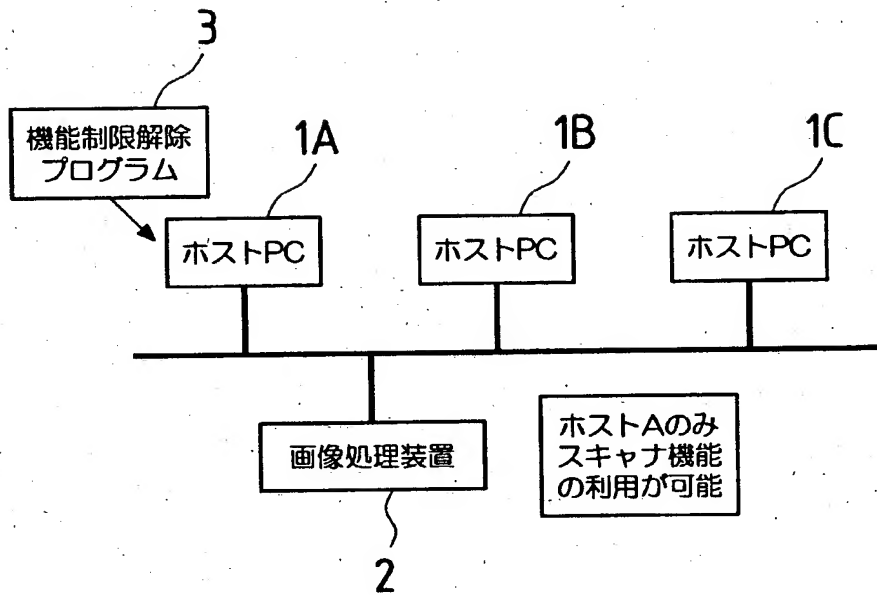 3
機能制限解除
プログラム
1A
1B
1C
ホストPC
ホストPC
ホストPC
画像処理装置
ホストAのみ
スキャナ機能
の利用が可能
2